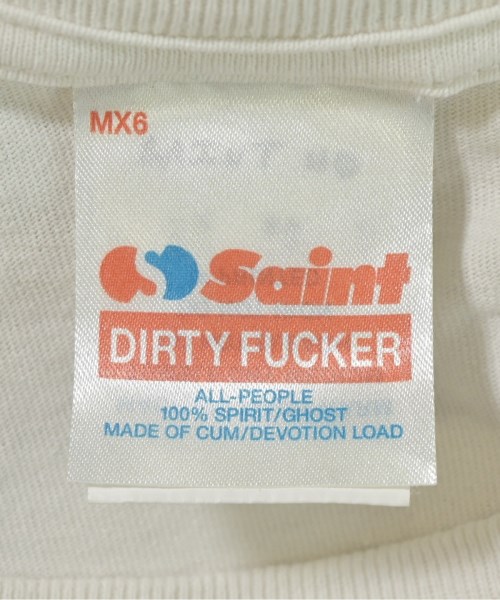 MX6
Saint
DIRTY FUCKER
ALL-PEOPLE
100% SPIRIT/GHOST
MADE OF CUM/DEVOTION LOAD